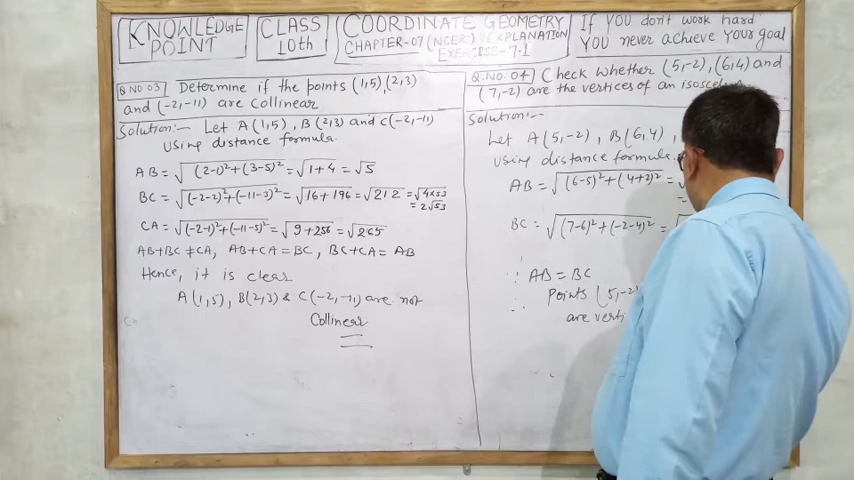 KNOWLEDGE POINT
CLASS 10th
COORDINATE GEOMETRY
CHAPTER-07 (NCERT) EXPLANATION
EXERCISE-7.1
If YOU don't work hard
YOU never achieve YOUR goal
Q.NO.03 Determine if the points (1,5), (2,3)
and (-2,-11) are collinear
Solution:- Let A(1,5), B(2,3) and C(-2,-11)
Using distance formula.
AB = √(2-1)²+(3-5)² = √1+4 = √5
BC = √(-2-2)²+(-11-3)² = √16+196 = √212 = √4×53
= 2√53
CA = √(-2-1)²+(-11-5)² = √9+256 = √265
AB+BC ≠ CA, AB+CA = BC, BC+CA = AB
Hence, it is clear
A(1,5), B(2,3) & C(-2,-11) are not
Collinear
Q.NO.04 Check whether (5,-2), (6,4) and
(7,-2) are the vertices of an
Solution:-
Let A(5,-2), B(6,4),
using distance formula
AB = √(6-5)²+(4+2)² =
BC = √(7-6)²+(-2-4)² =
∵ AB = BC
∴ Points (5,-2)
are